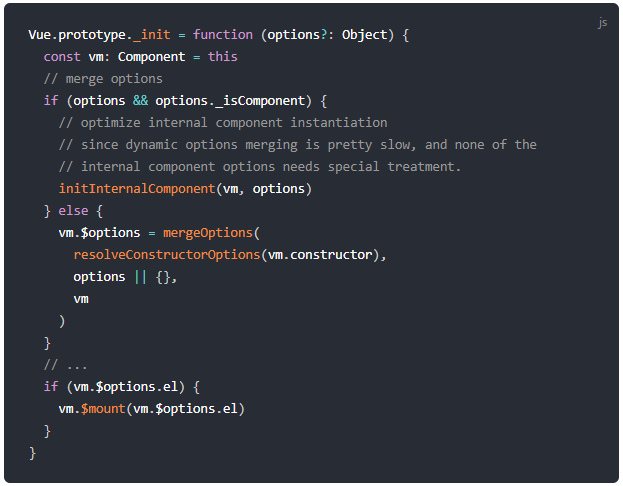 js
Vue.prototype._init = function (options?: Object) {
  const vm: Component = this
  // merge options
  if (options && options._isComponent) {
    // optimize internal component instantiation
    // since dynamic options merging is pretty slow, and none of the
    // internal component options needs special treatment.
    initInternalComponent(vm, options)
  } else {
    vm.$options = mergeOptions(
      resolveConstructorOptions(vm.constructor),
      options || {},
      vm
    )
  }
  // ...
  if (vm.$options.el) {
    vm.$mount(vm.$options.el)
  }
}